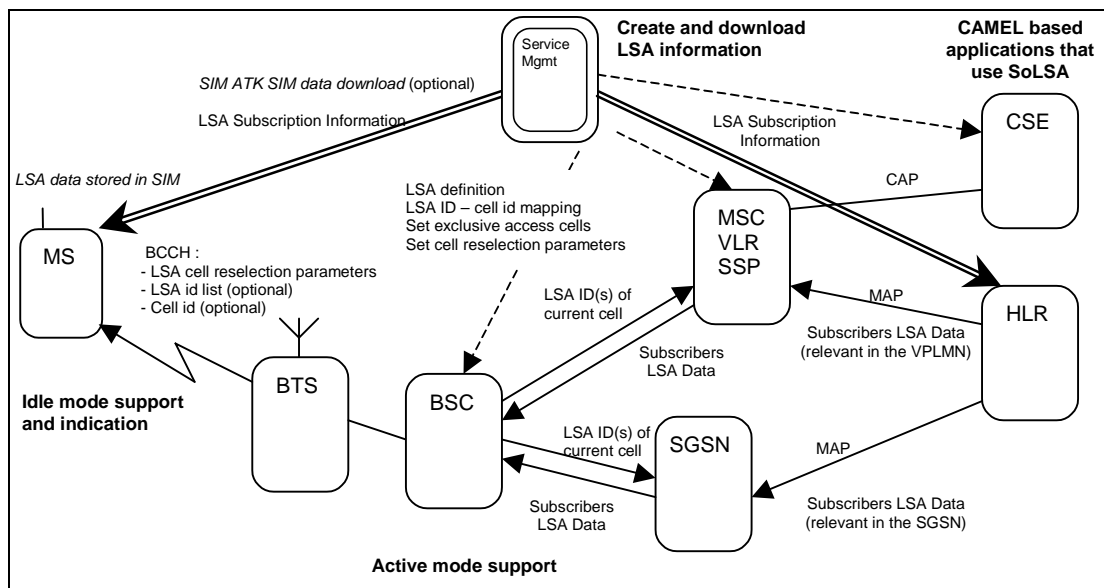 Create and download
LSA information
CAMEL based
applications that
use SoLSA
Service
Mgmt
SIM ATK SIM data download (optional)
LSA Subscription Information
LSA Subscription
Information
CSE
CAP
LSA data stored in SIM
LSA definition
LSA ID – cell id mapping
Set exclusive access cells
Set cell reselection parameters
MSC
VLR
SSP
MS
BCCH :
- LSA cell reselection parameters
- LSA id list (optional)
- Cell id (optional)
LSA ID(s) of
current cell
MAP
HLR
Subscribers LSA Data
(relevant in the VPLMN)
Subscribers
LSA Data
BTS
BSC
Idle mode support
and indication
LSA ID(s) of
current cell
SGSN
MAP
Subscribers
LSA Data
Subscribers LSA Data
(relevant in the SGSN)
Active mode support